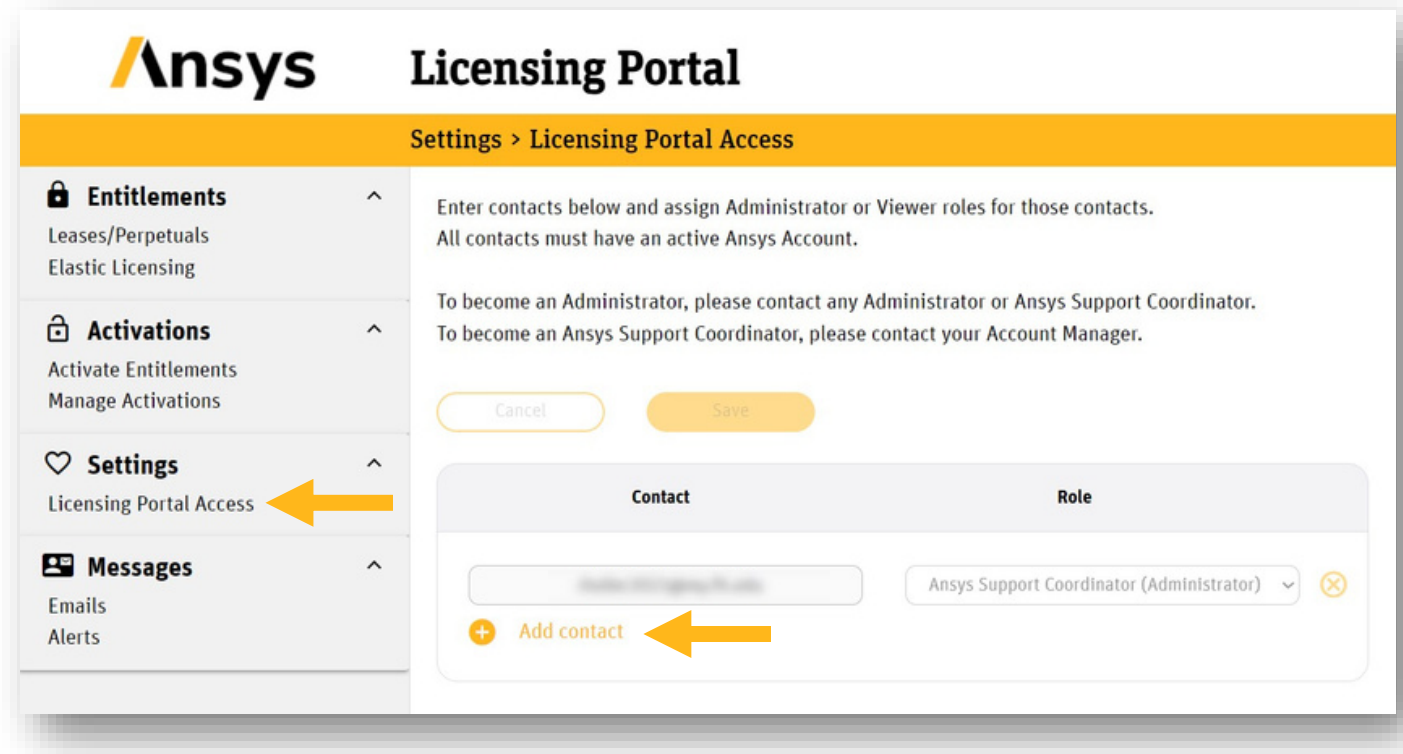 Ansys
Licensing Portal
Settings > Licensing Portal Access
Entitlements
Leases/Perpetuals
Elastic Licensing
Activations
Activate Entitlements
Manage Activations
Settings
Licensing Portal Access
Messages
Emails
Alerts
Enter contacts below and assign Administrator or Viewer roles for those contacts.
All contacts must have an active Ansys Account.
To become an Administrator, please contact any Administrator or Ansys Support Coordinator.
To become an Ansys Support Coordinator, please contact your Account Manager.
Cancel Save
Contact Role
Ansys Support Coordinator (Administrator)
Add contact